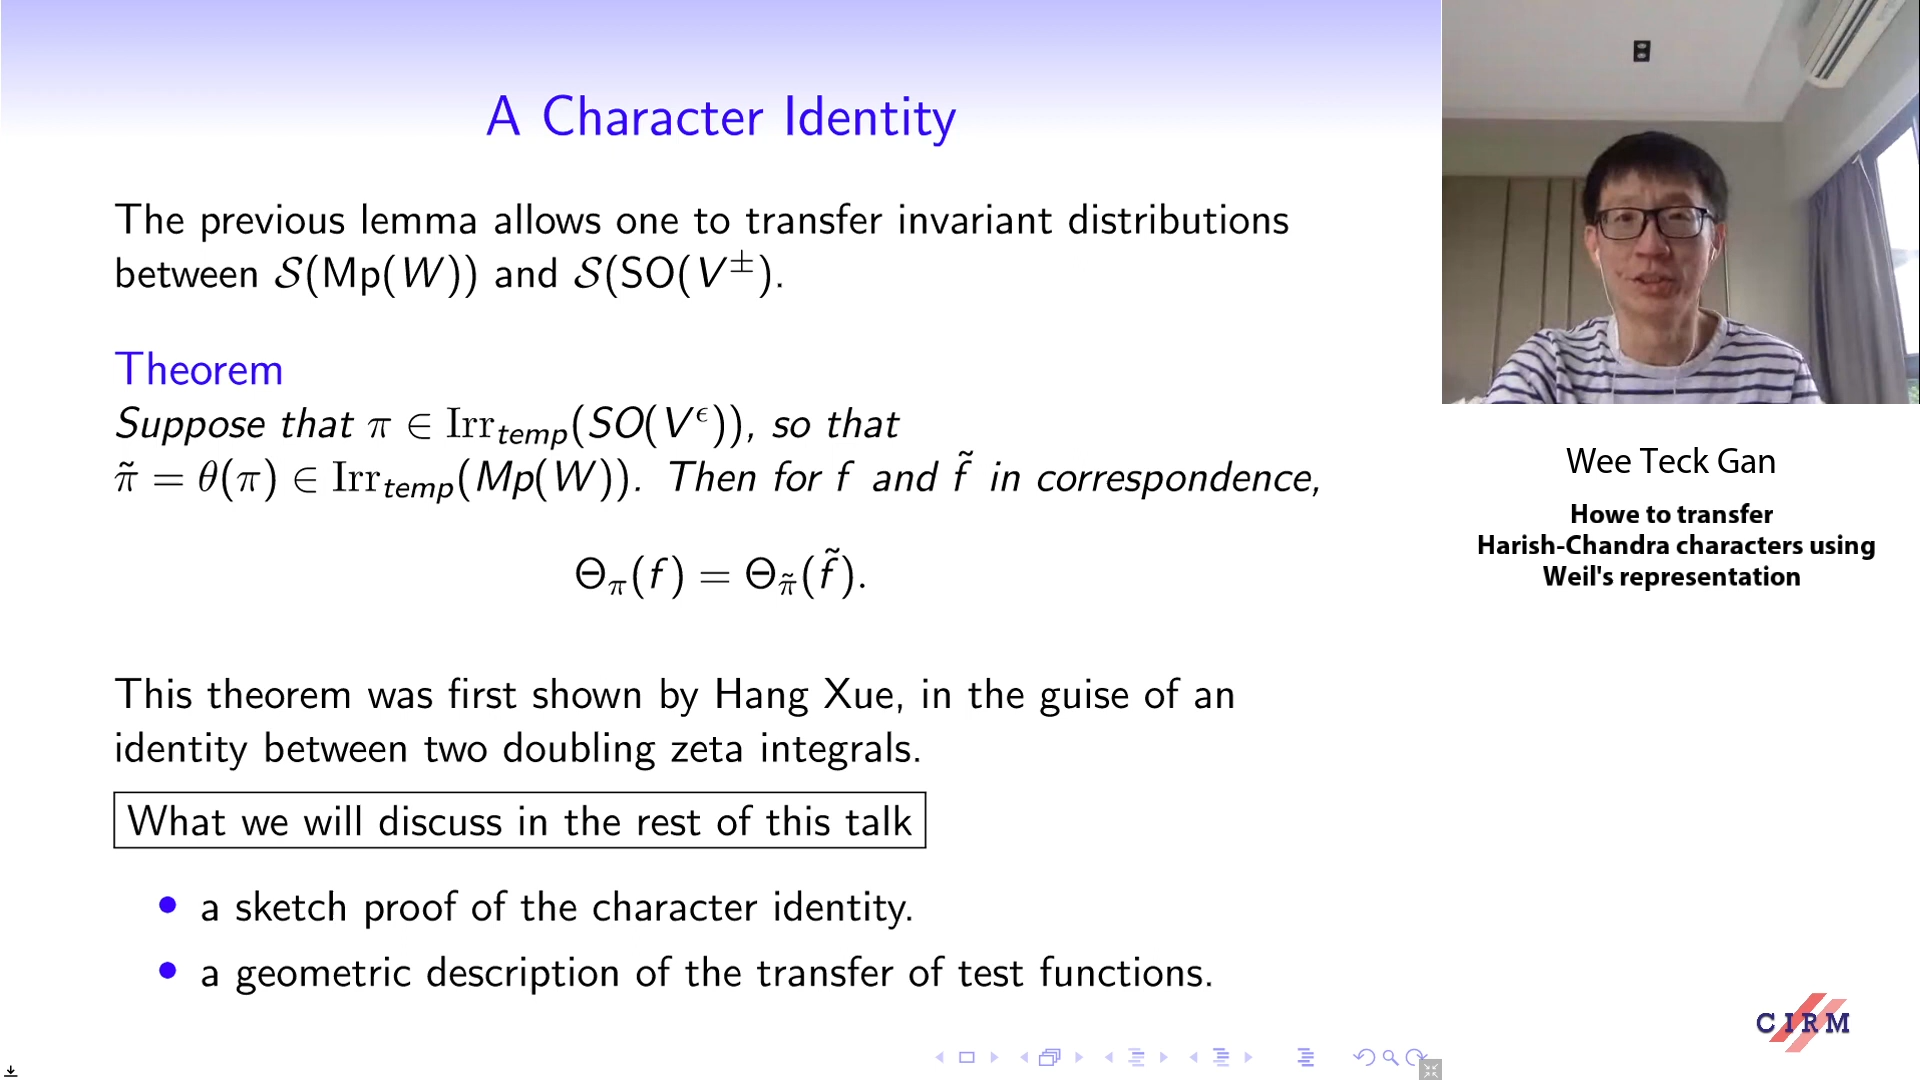 A Character Identity
The previous lemma allows one to transfer invariant distributions
between 𝒮(Mp(W)) and 𝒮(SO(V^±).
Theorem
Suppose that π ∈ Irr_temp(SO(V^ϵ)), so that
π̃ = θ(π) ∈ Irr_temp(Mp(W)). Then for f and f̃ in correspondence,
Θ_π(f) = Θ_π̃(f̃).
This theorem was first shown by Hang Xue, in the guise of an
identity between two doubling zeta integrals.
What we will discuss in the rest of this talk
• a sketch proof of the character identity.
• a geometric description of the transfer of test functions.
Wee Teck Gan
Howe to transfer
Harish-Chandra characters using
Weil's representation
CIRM